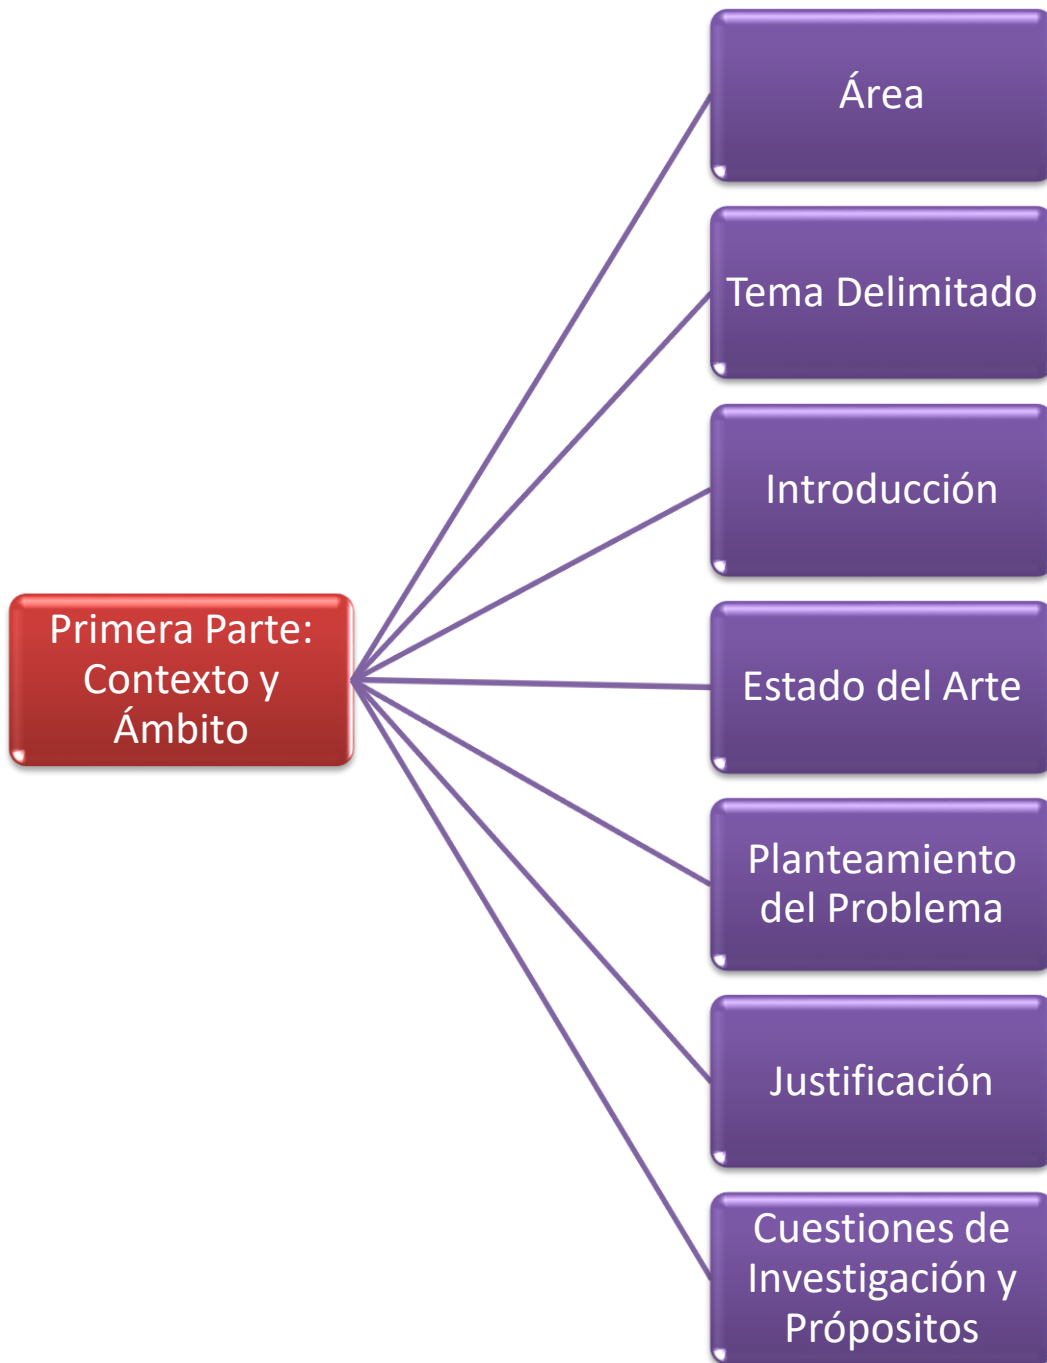 Primera Parte:
Contexto y
Ámbito
Área
Tema Delimitado
Introducción
Estado del Arte
Planteamiento
del Problema
Justificación
Cuestiones de
Investigación y
Própositos